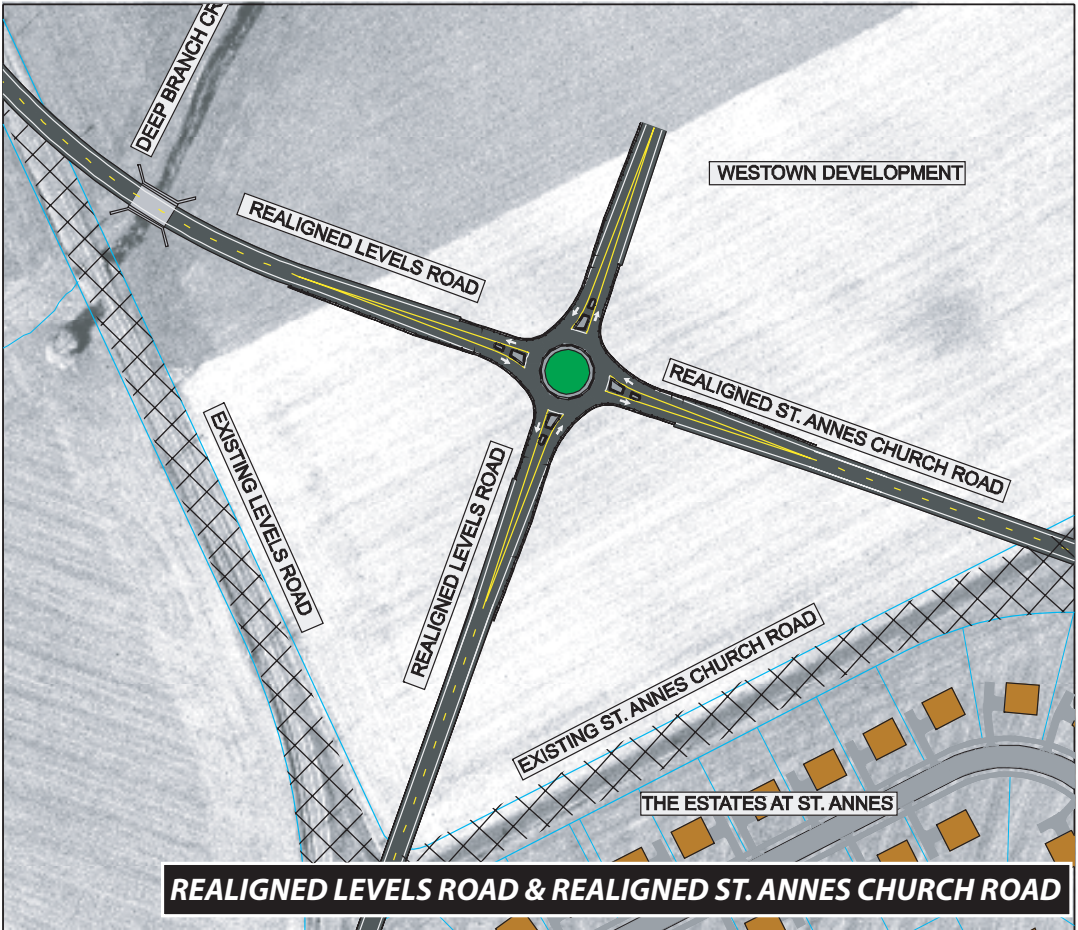 DEEP BRANCH CR
WESTOWN DEVELOPMENT
REALIGNED LEVELS ROAD
REALIGNED ST. ANNES CHURCH ROAD
EXISTING LEVELS ROAD
REALIGNED LEVELS ROAD
EXISTING ST. ANNES CHURCH ROAD
THE ESTATES AT ST. ANNES
REALIGNED LEVELS ROAD & REALIGNED ST. ANNES CHURCH ROAD